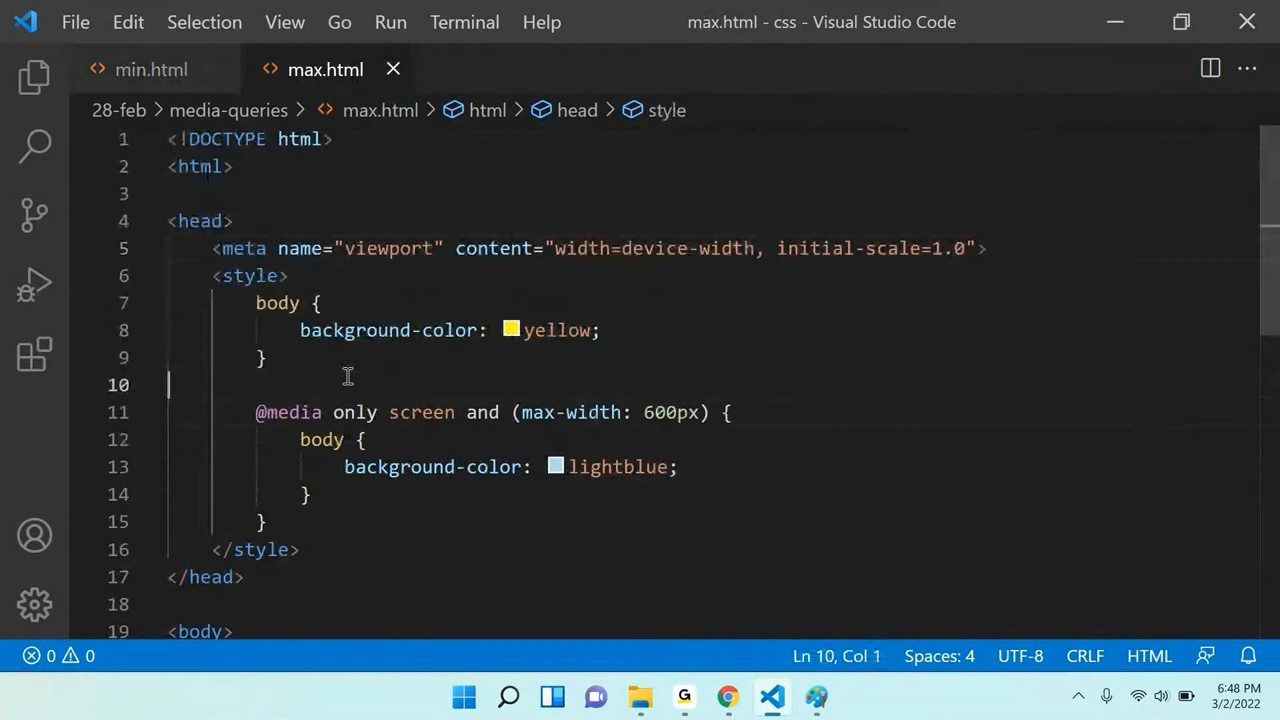 File Edit Selection View Go Run Terminal Help max.html - css - Visual Studio Code
min.html max.html
28-feb > media-queries > max.html > html > head > style
1 <!DOCTYPE html>
2 <html>
3
4 <head>
5 <meta name="viewport" content="width=device-width, initial-scale=1.0">
6 <style>
7 body {
8 background-color: yellow;
9 }
10
11 @media only screen and (max-width: 600px) {
12 body {
13 background-color: lightblue;
14 }
15 }
16 </style>
17 </head>
18
19 <body>
0 0 Ln 10, Col 1 Spaces: 4 UTF-8 CRLF HTML
G 6:48 PM
3/2/2022